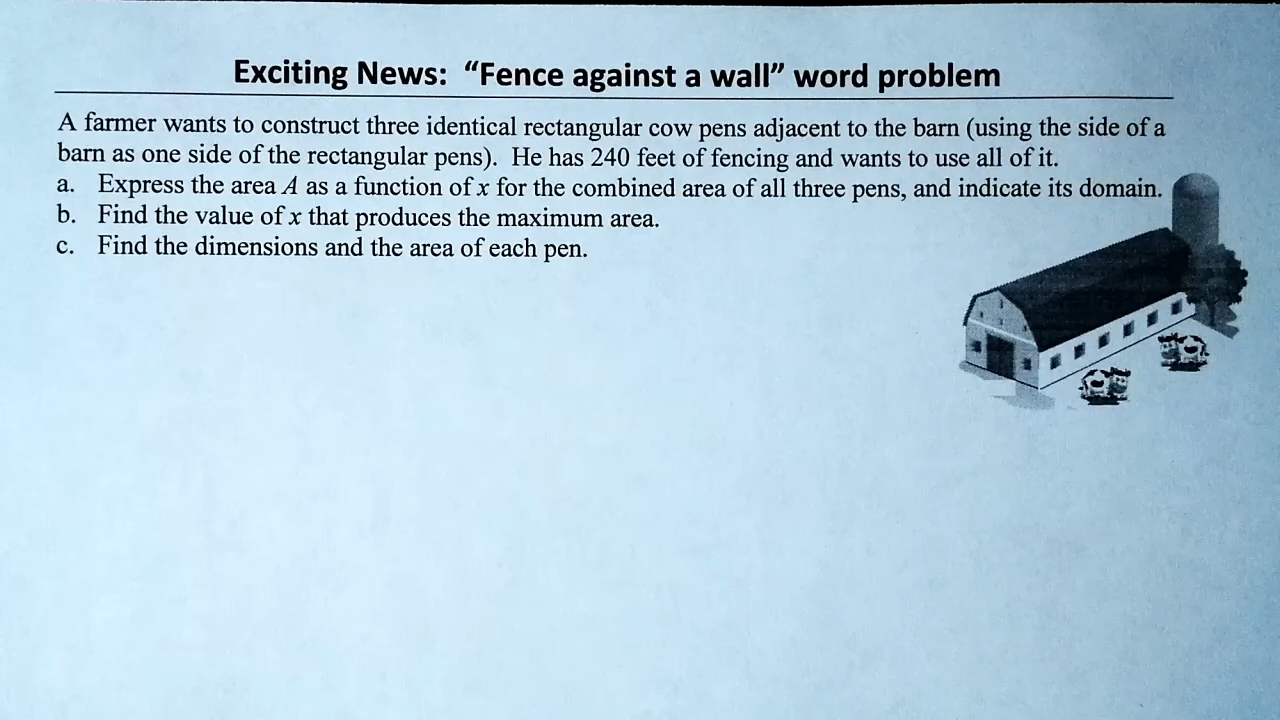 Exciting News:  “Fence against a wall” word problem
A farmer wants to construct three identical rectangular cow pens adjacent to the barn (using the side of a
barn as one side of the rectangular pens).  He has 240 feet of fencing and wants to use all of it.
a.   Express the area A as a function of x for the combined area of all three pens, and indicate its domain.
b.   Find the value of x that produces the maximum area.
c.   Find the dimensions and the area of each pen.